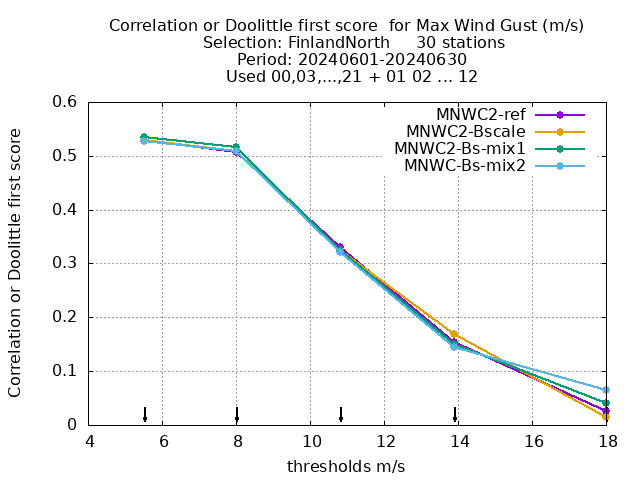 Correlation or Doolittle first score  for Max Wind Gust (m/s)
Selection: FinlandNorth     30 stations
Period: 20240601-20240630
Used 00,03,...,21 + 01 02 ... 12
MNWC2-ref
MNWC2-Bscale
MNWC2-Bs-mix1
MNWC-Bs-mix2
Correlation or Doolittle first score
0.6
0.5
0.4
0.3
0.2
0.1
0
4 6 8 10 12 14 16 18
thresholds m/s